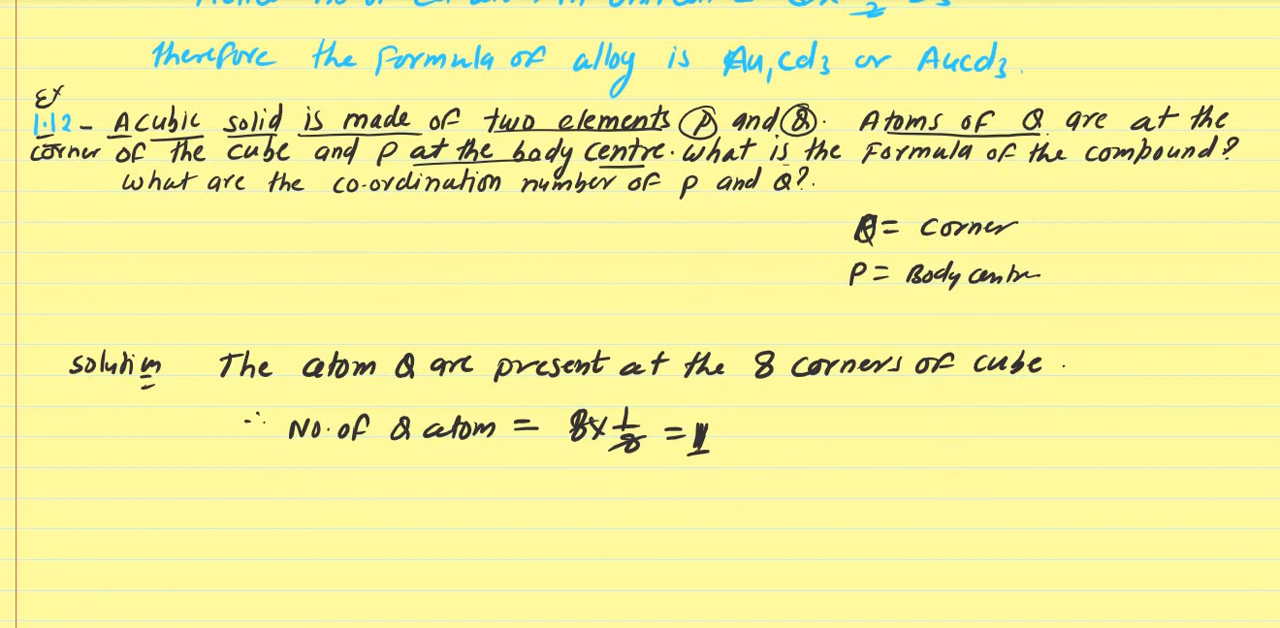 therefore the formula of alloy is Au₁Cd₃ or AuCd₃.
Ex
1.12 - A cubic solid is made of two elements P and Q. Atoms of Q are at the
corner of the cube and P at the body centre. What is the Formula of the compound?
What are the co-ordination number of P and Q?.
Q = corner
P = Body centre
solution The atom Q are present at the 8 corners of cube.
∴ No. of Q atom = 8 × 1/8 = 1